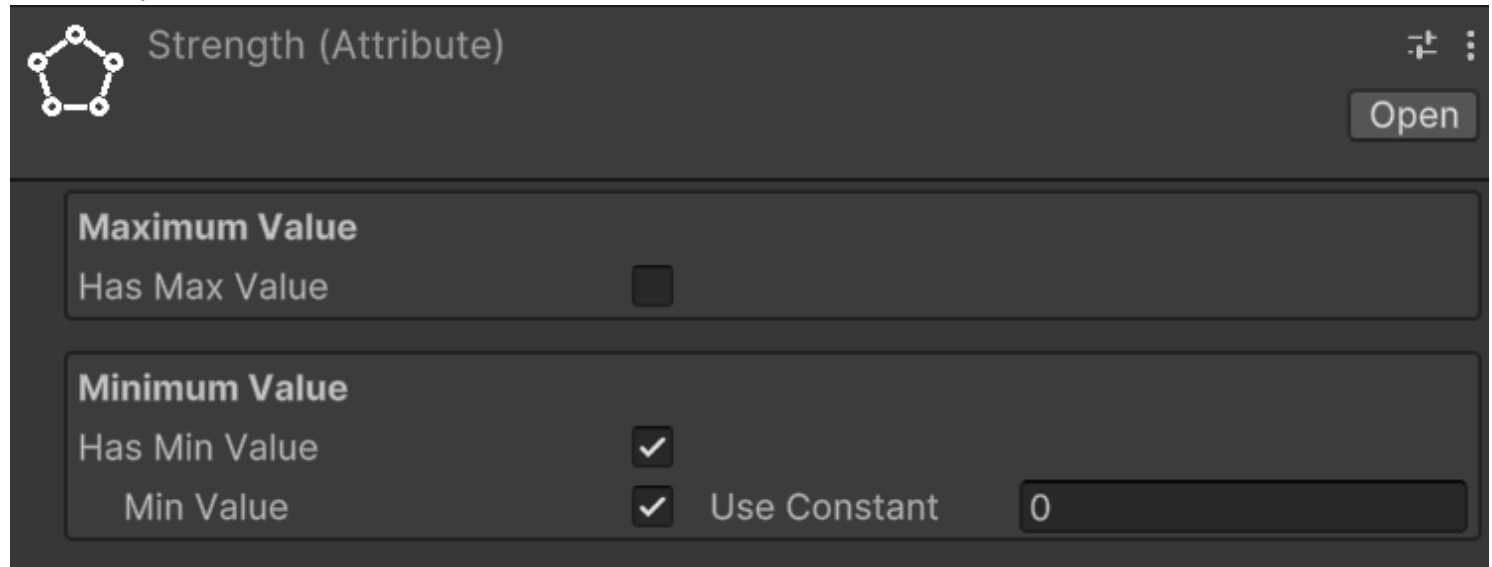 Strength (Attribute)
Open
Maximum Value
Has Max Value
Minimum Value
Has Min Value
Min Value Use Constant 0